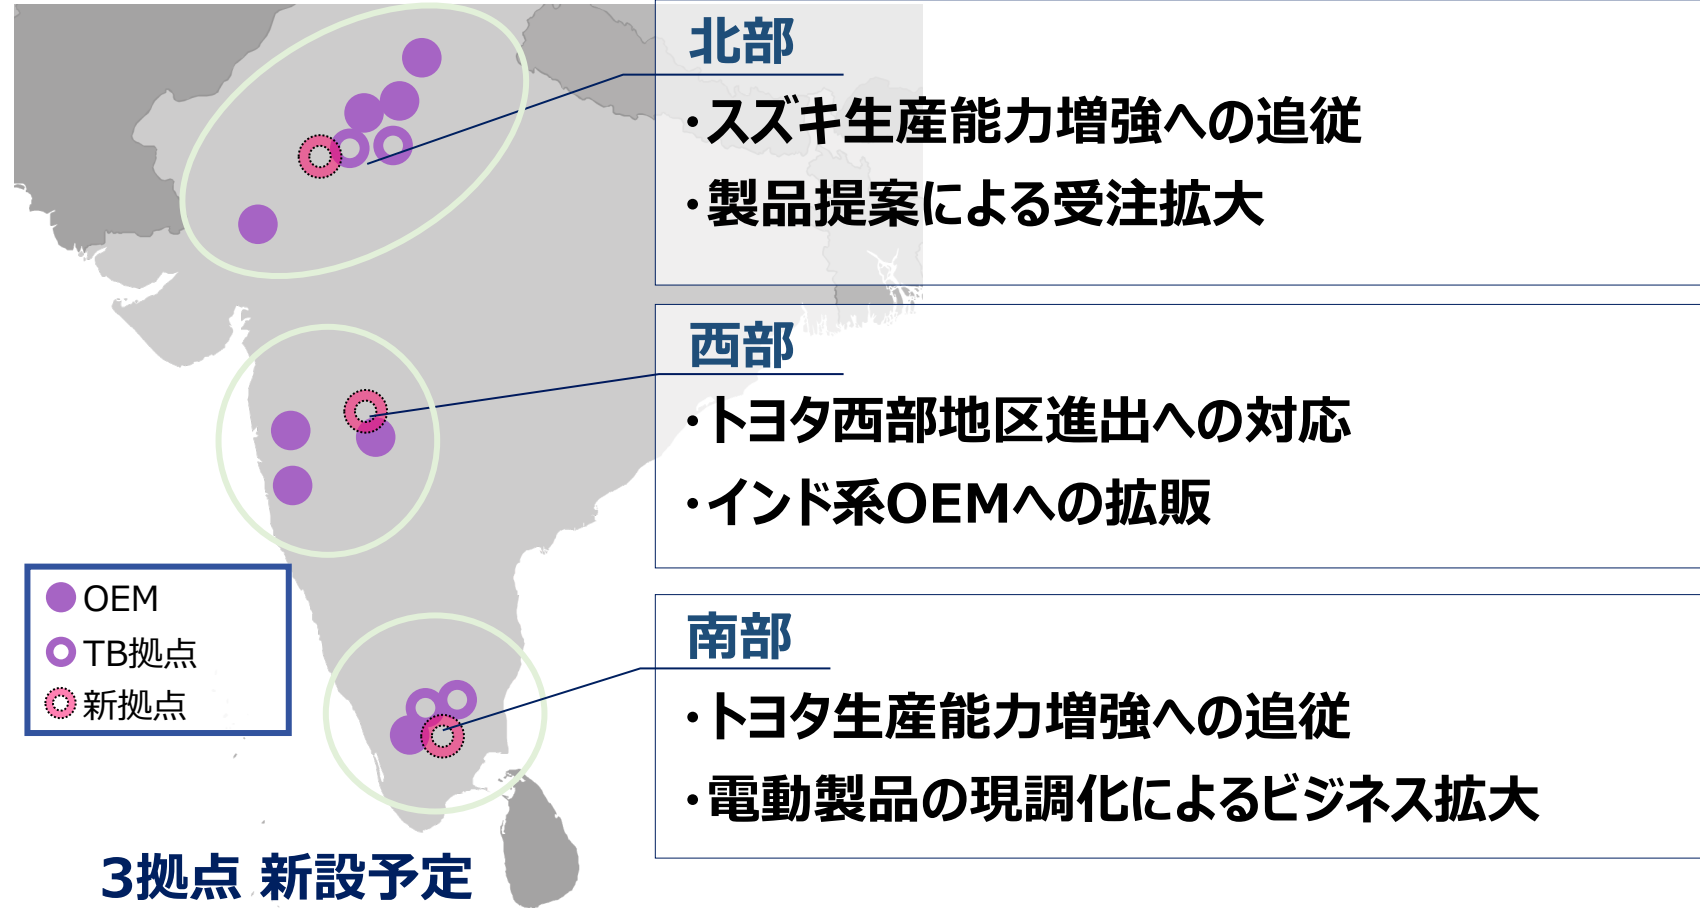 北部
・スズキ生産能力増強への追従
・製品提案による受注拡大
西部
・トヨタ西部地区進出への対応
・インド系OEMへの拡販
OEM
TB拠点
新拠点
南部
・トヨタ生産能力増強への追従
・電動製品の現調化によるビジネス拡大
3拠点 新設予定